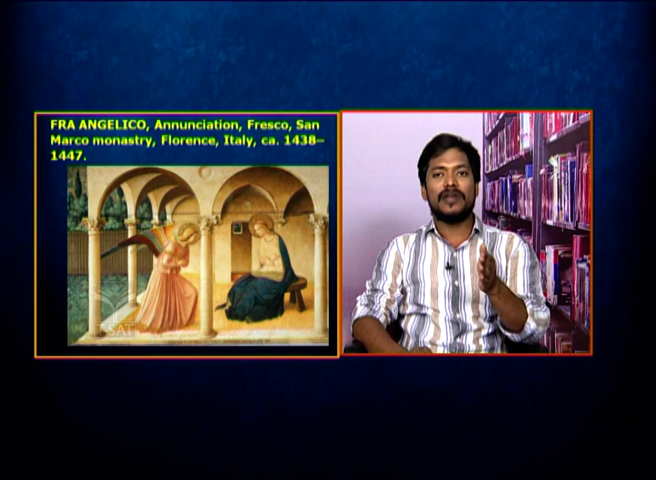 FRA ANGELICO, Annunciation, Fresco, San
Marco monastry, Florence, Italy, ca. 1438–
1447.